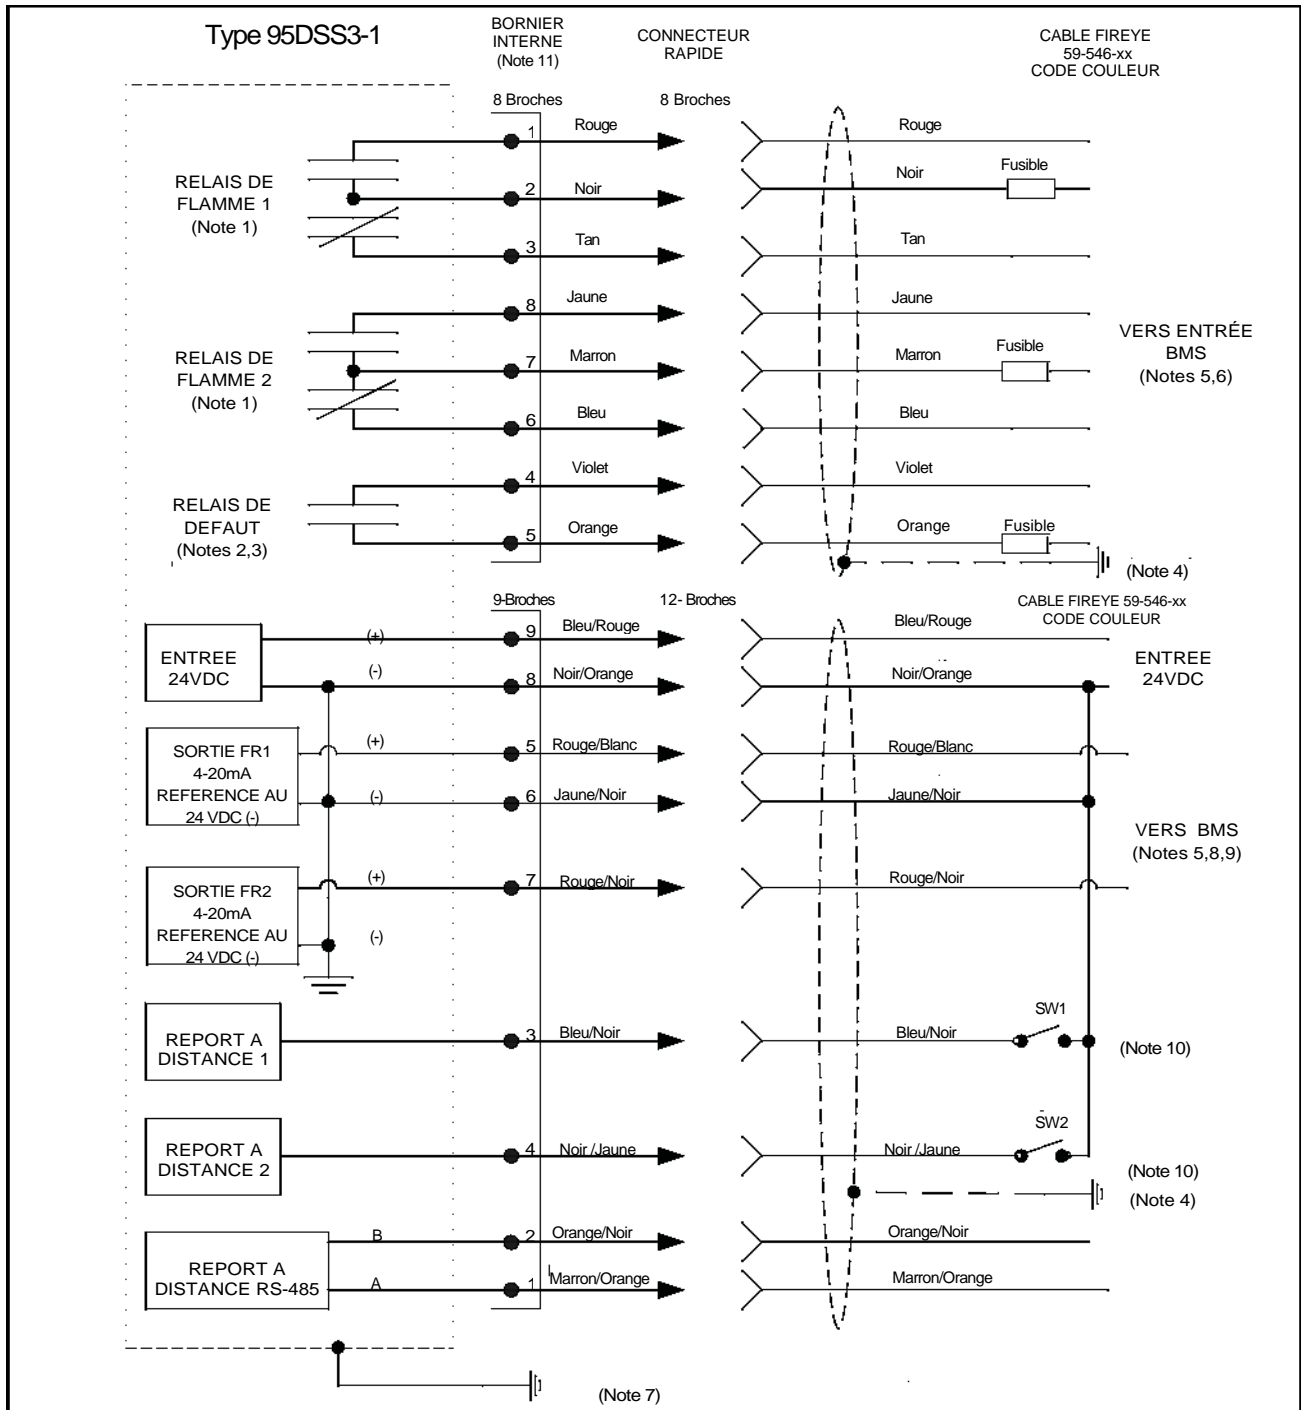 Type 95DSS3-1
BORNIER
INTERNE
(Note 11)
CONNECTEUR
RAPIDE
CABLE FIREYE
59-546-xx
CODE COULEUR
8 Broches
8 Broches
1
Rouge
Rouge
RELAIS DE
FLAMME 1
(Note 1)
2
Noir
Noir
Fusible
3
Tan
Tan
8
Jaune
Jaune
RELAIS DE
FLAMME 2
(Note 1)
7
Marron
Marron
Fusible
VERS ENTRÉE
BMS
(Notes 5,6)
6
Bleu
Bleu
4
Violet
Violet
RELAIS DE
DEFAUT
(Notes 2,3)
5
Orange
Orange
Fusible
(Note 4)
9-Broches
12- Broches
CABLE FIREYE 59-546-xx
CODE COULEUR
ENTREE
24VDC
(+)
9
Bleu/Rouge
Bleu/Rouge
(-)
8
Noir/Orange
Noir/Orange
ENTREE
24VDC
SORTIE FR1
4-20mA
REFERENCE AU
24 VDC (-)
(+)
5
Rouge/Blanc
Rouge/Blanc
(-)
6
Jaune/Noir
Jaune/Noir
VERS BMS
(Notes 5,8,9)
SORTIE FR2
4-20mA
REFERENCE AU
24 VDC (-)
(+)
7
Rouge/Noir
Rouge/Noir
(-)
REPORT A
DISTANCE 1
3
Bleu/Noir
Bleu/Noir
SW1
(Note 10)
REPORT A
DISTANCE 2
4
Noir /Jaune
Noir /Jaune
SW2
(Note 10)
(Note 4)
REPORT A
DISTANCE RS-485
B
2
Orange/Noir
Orange/Noir
A
1
Marron/Orange
Marron/Orange
(Note 7)